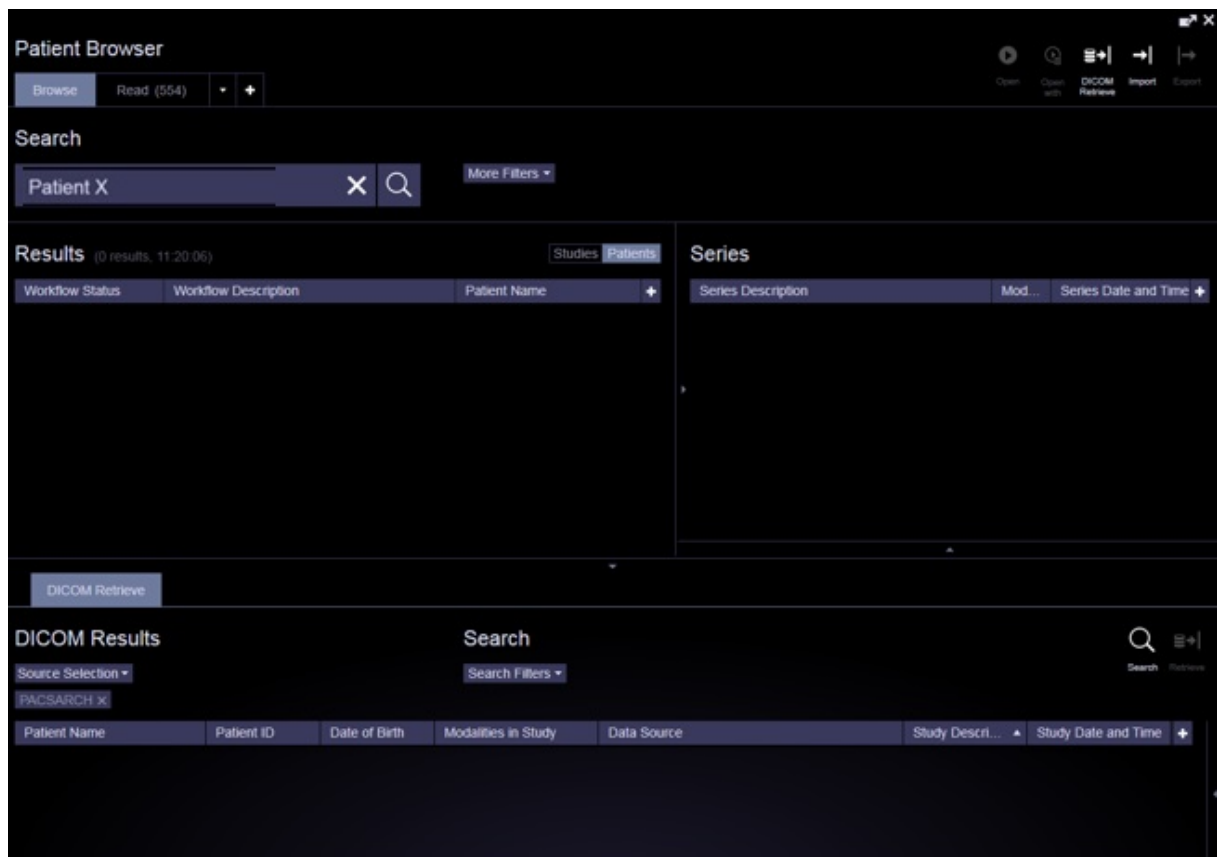 Patient Browser
Browse Read (554) +
Open Open with DICOM Retrieve Import Export
Search
Patient X
More Filters
Results (0 results, 11:20:06)
Studies Patients
Workflow Status Workflow Description Patient Name +
Series
Series Description Mod... Series Date and Time +
DICOM Retrieve
DICOM Results
Source Selection
PACSARCH ×
Search
Search Filters
Search Retrieve
Patient Name Patient ID Date of Birth Modalities in Study Data Source Study Descri... Study Date and Time +